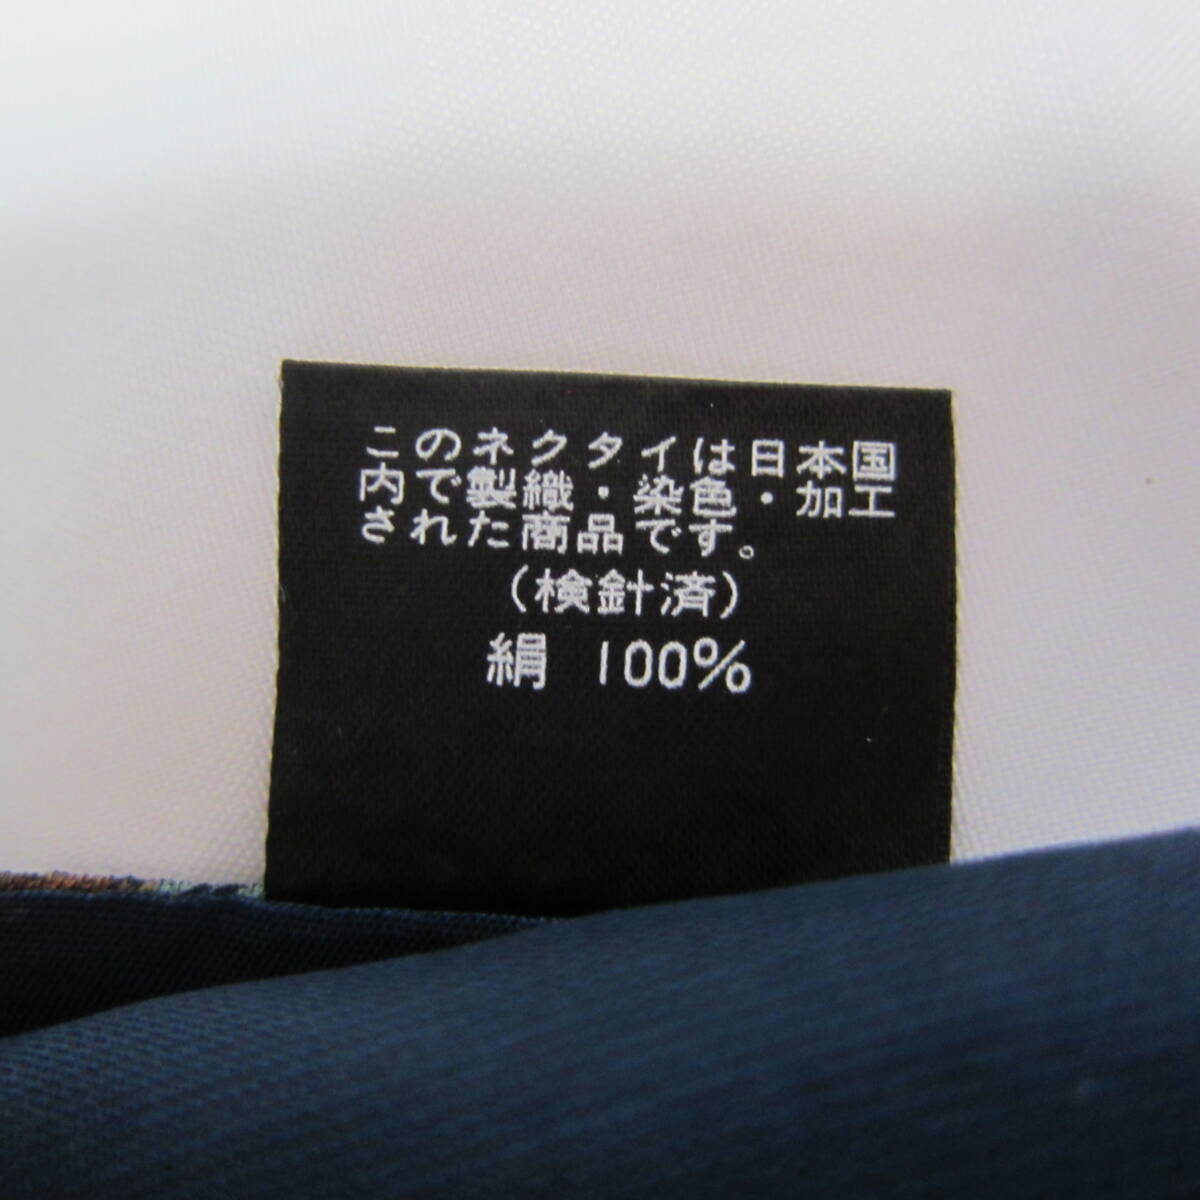 このネクタイは日本国
内で製織・染色・加工
された商品です。
(検針済)
絹 100%